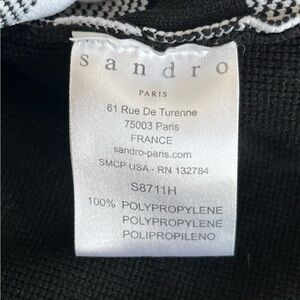 sandro
PARIS
61 Rue De Turenne
75003 Paris
FRANCE
sandro-paris.com
SMCP USA - RN 132784
S8711H
100% POLYPROPYLENE
POLYPROPYLENE
POLIPROPILENO